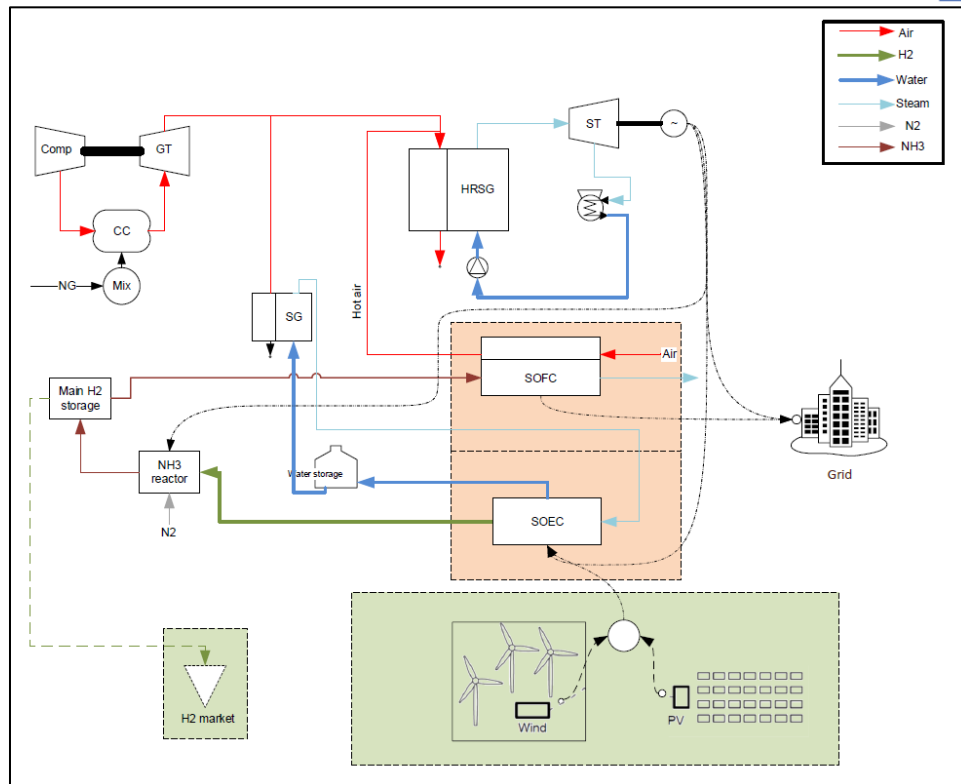 Air
H2
Water
Steam
N2
NH3
Comp
GT
CC
NG
Mix
ST
~
HRSG
Hot air
SG
Air
SOFC
Main H2
storage
NH3
reactor
N2
Water storage
SOEC
Grid
H2 market
Wind
PV